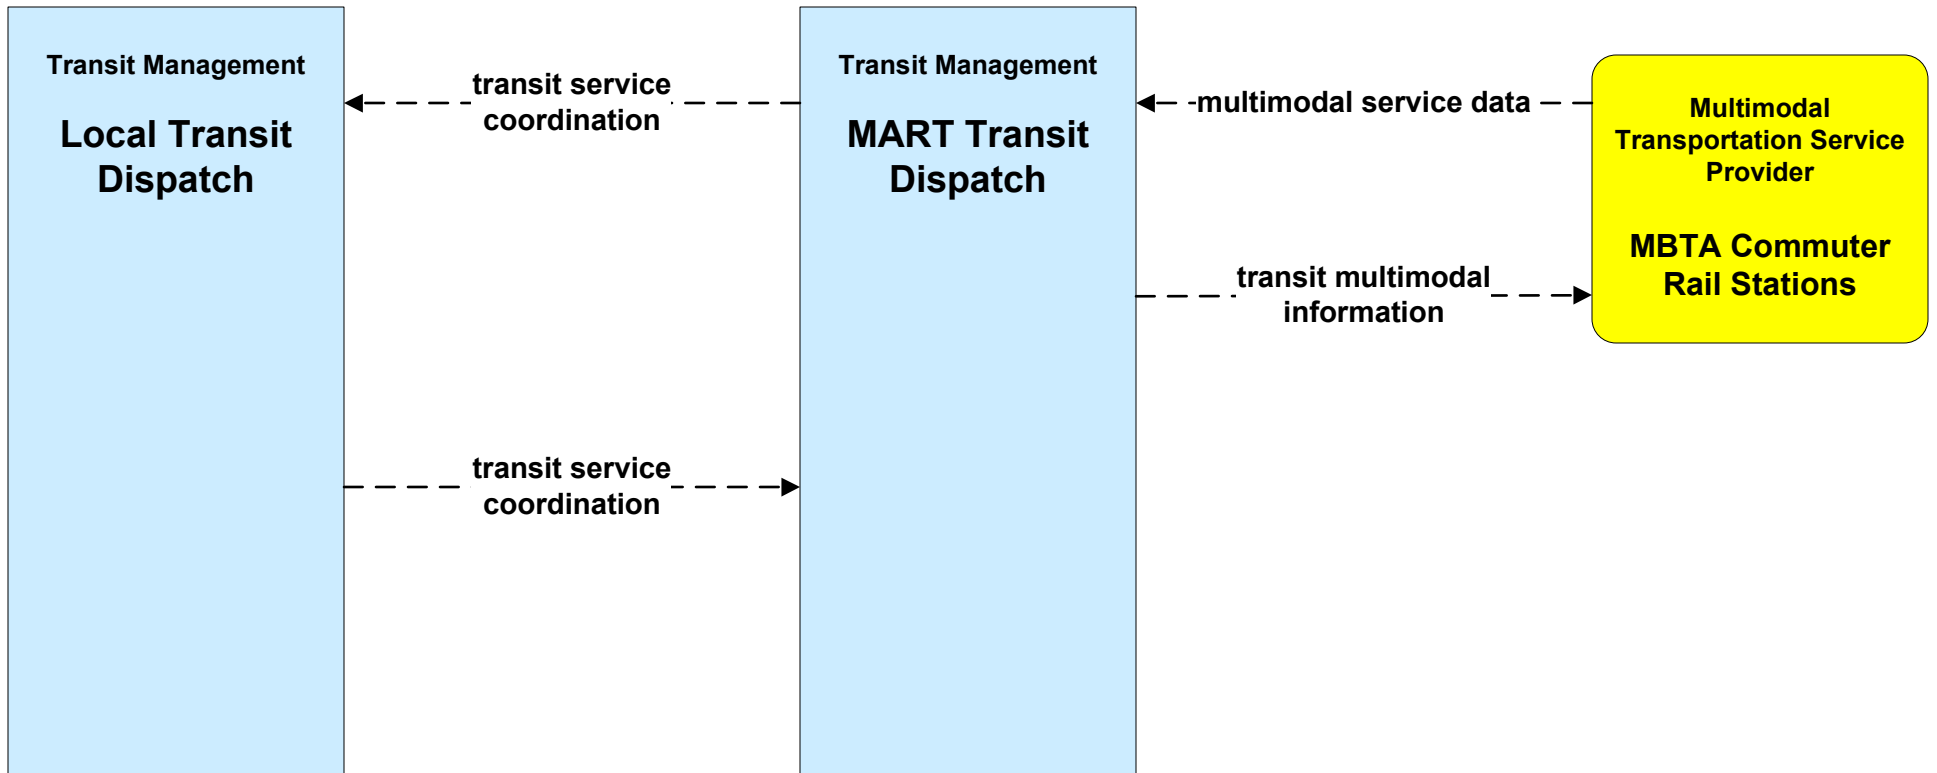 Transit Management
Local Transit
Dispatch
transit service
coordination
transit service
coordination
Transit Management
MART Transit
Dispatch
multimodal service data
transit multimodal
information
Multimodal
Transportation Service
Provider
MBTA Commuter
Rail Stations